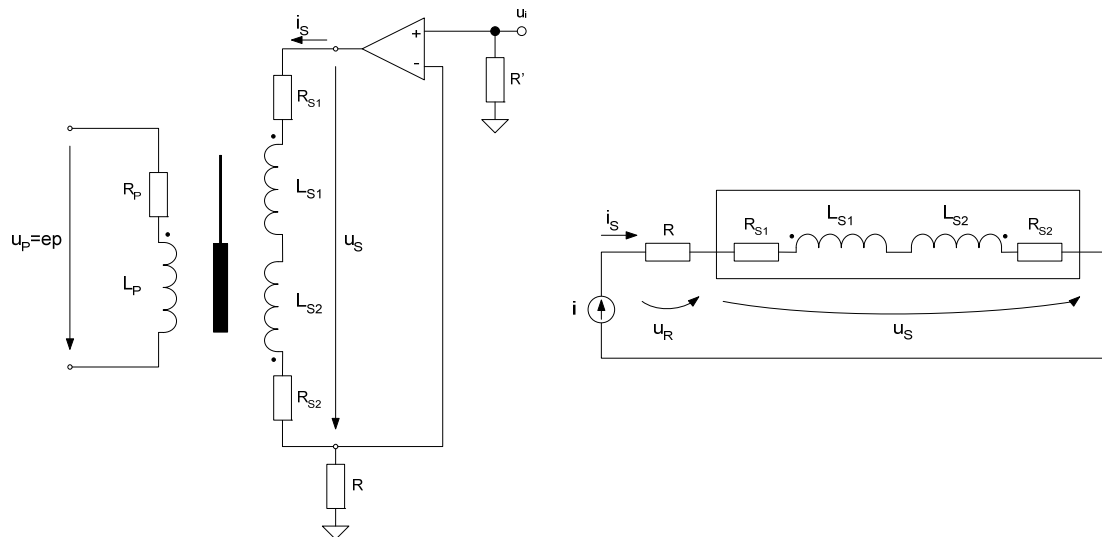 u_i
i_S
+
-
R'
R_S1
R_P
L_S1
u_P=ep
u_S
L_P
L_S2
R_S2
R
i_S
R
R_S1
L_S1
L_S2
R_S2
i
u_R
u_S